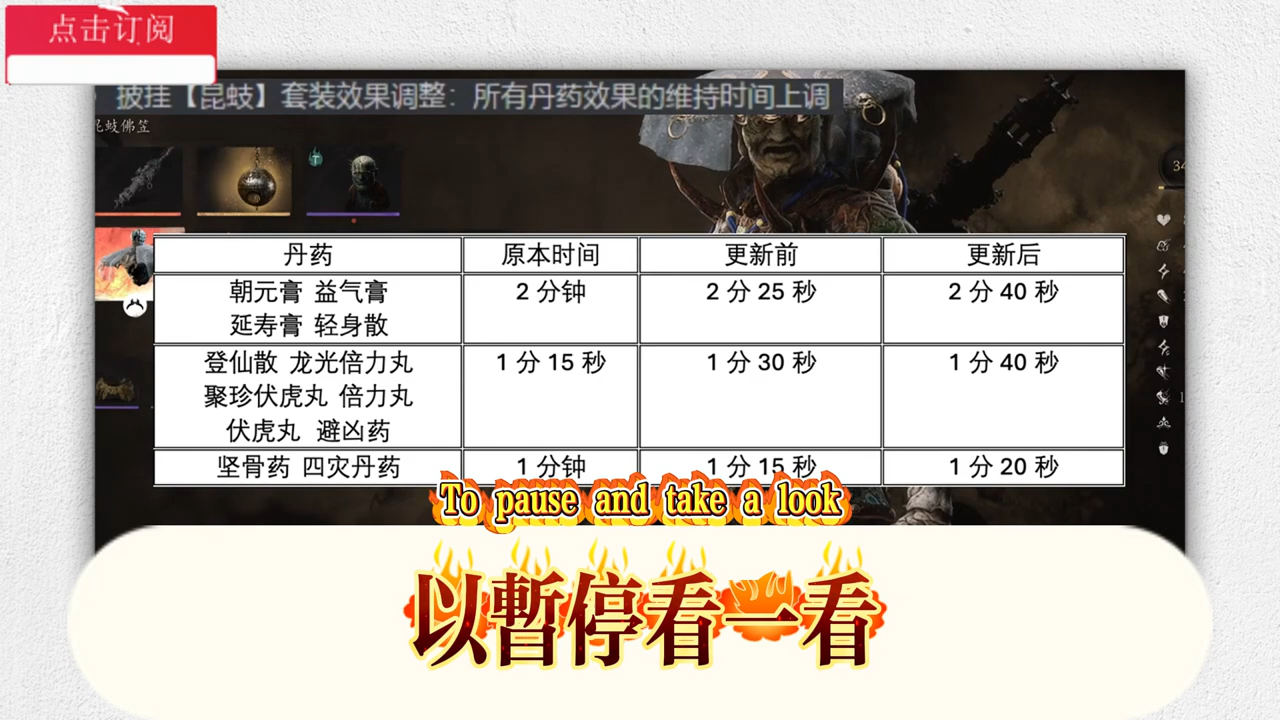 点击订阅
披挂【昆蚑】套装效果调整：所有丹药效果的维持时间上调
昆蚑佛笠
34
丹药 原本时间 更新前 更新后
朝元膏 益气膏 2 分钟 2 分 25 秒 2 分 40 秒
延寿膏 轻身散
登仙散 龙光倍力丸 1 分 15 秒 1 分 30 秒 1 分 40 秒
聚珍伏虎丸 倍力丸
伏虎丸 避凶药
坚骨药 四灾丹药 1 分钟 1 分 15 秒 1 分 20 秒
To pause and take a look
以暫停看一看